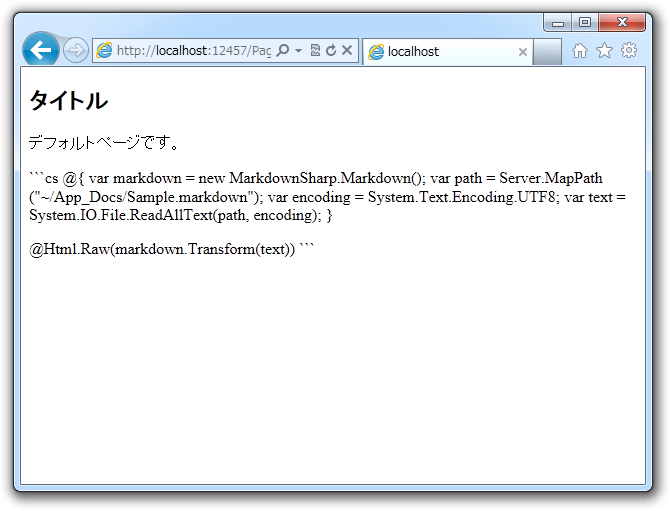 http://localhost:12457/Pag
localhost
タイトル
デフォルトページです。
```cs @{ var markdown = new MarkdownSharp.Markdown(); var path = Server.MapPath
("~/App_Docs/Sample.markdown"); var encoding = System.Text.Encoding.UTF8; var text =
System.IO.File.ReadAllText(path, encoding); }
@Html.Raw(markdown.Transform(text)) ```